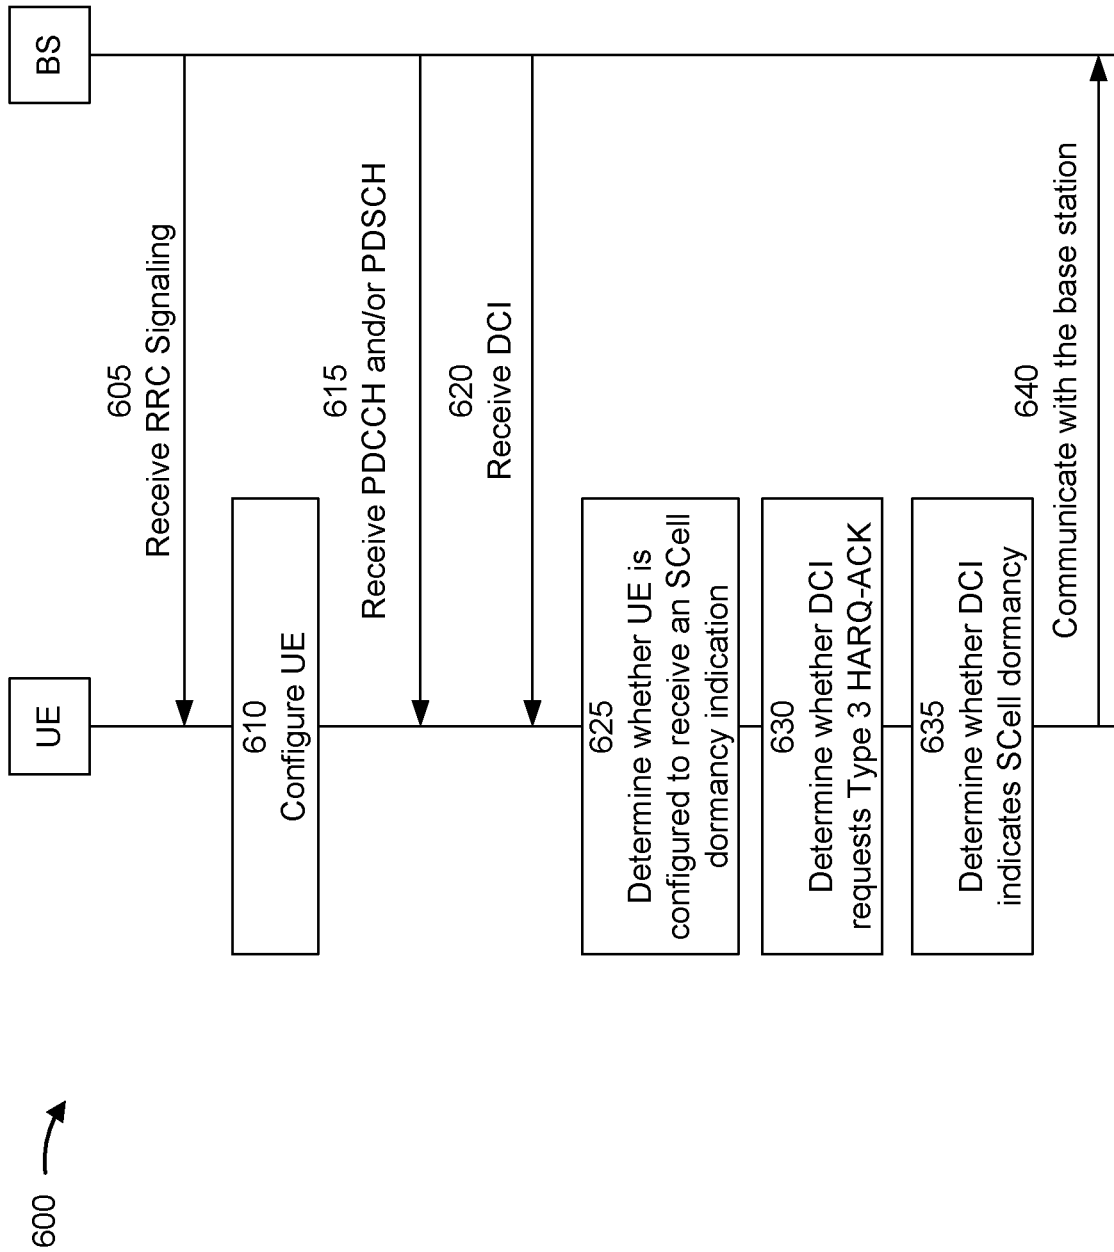 600
UE
BS
605
Receive RRC Signaling
610
Configure UE
615
Receive PDCCH and/or PDSCH
620
Receive DCI
625
Determine whether UE is
configured to receive an SCell
dormancy indication
630
Determine whether DCI
requests Type 3 HARQ-ACK
635
Determine whether DCI
indicates SCell dormancy
640
Communicate with the base station